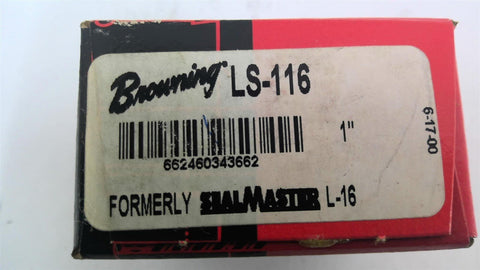 Browning LS-116
1"
662460343662
FORMERLY SEALMASTER L-16
6-17-00